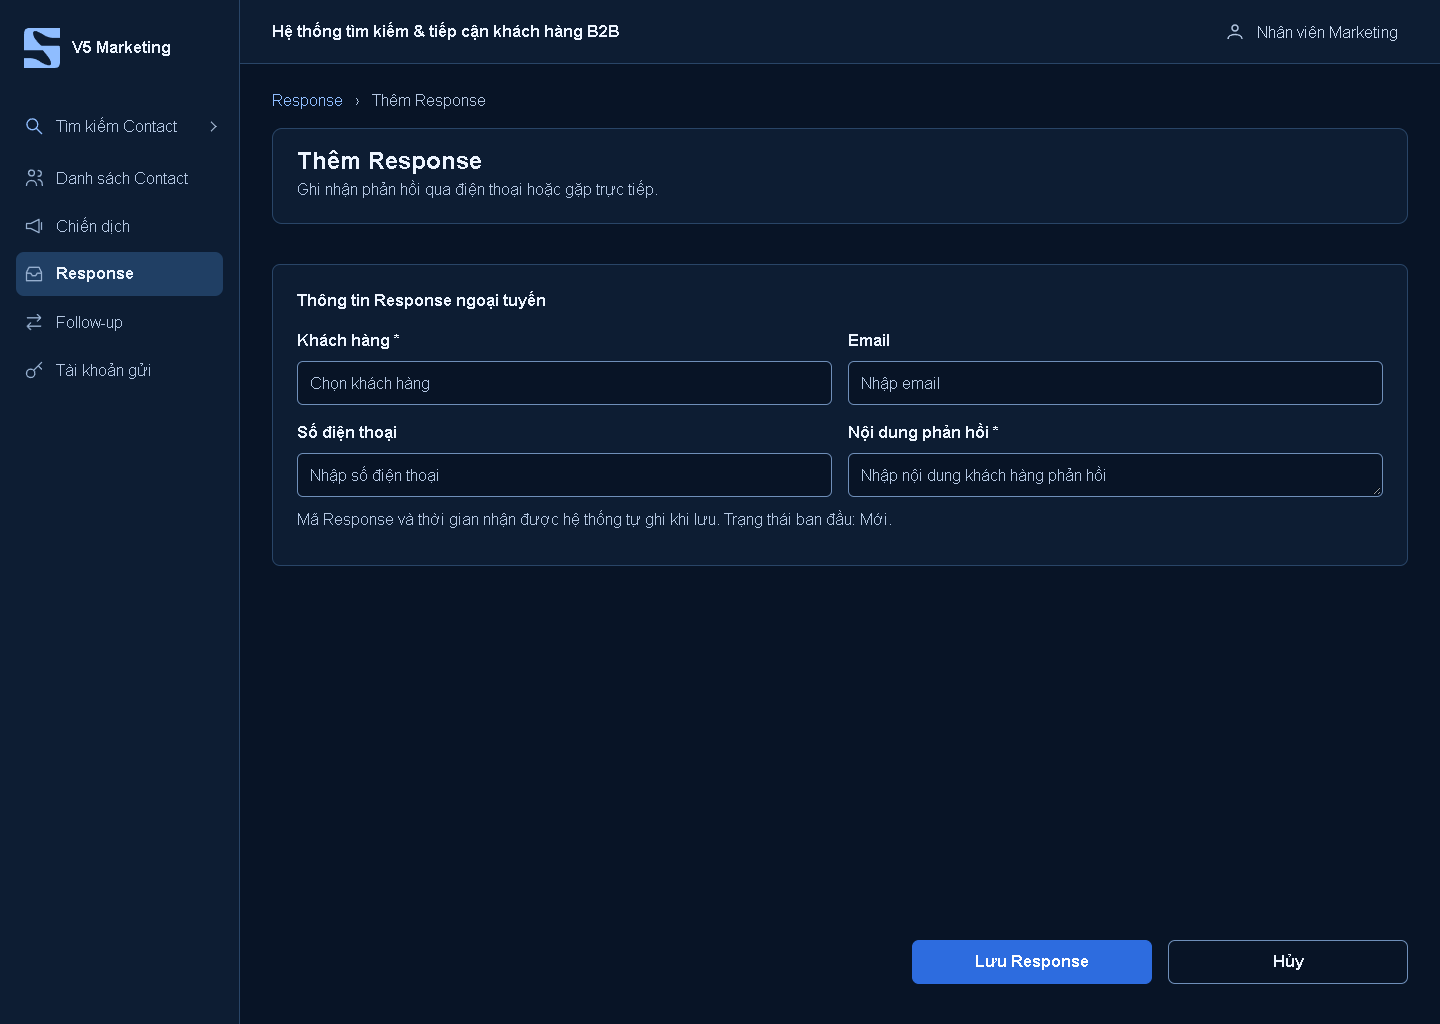 V5 Marketing
Tìm kiếm Contact
Danh sách Contact
Chiến dịch
Response
Follow-up
Tài khoản gửi
Hệ thống tìm kiếm & tiếp cận khách hàng B2B
Nhân viên Marketing
Response › Thêm Response
Thêm Response
Ghi nhận phản hồi qua điện thoại hoặc gặp trực tiếp.
Thông tin Response ngoại tuyến
Khách hàng *
Chọn khách hàng
Email
Nhập email
Số điện thoại
Nhập số điện thoại
Nội dung phản hồi *
Nhập nội dung khách hàng phản hồi
Mã Response và thời gian nhận được hệ thống tự ghi khi lưu. Trạng thái ban đầu: Mới.
Lưu Response
Hủy